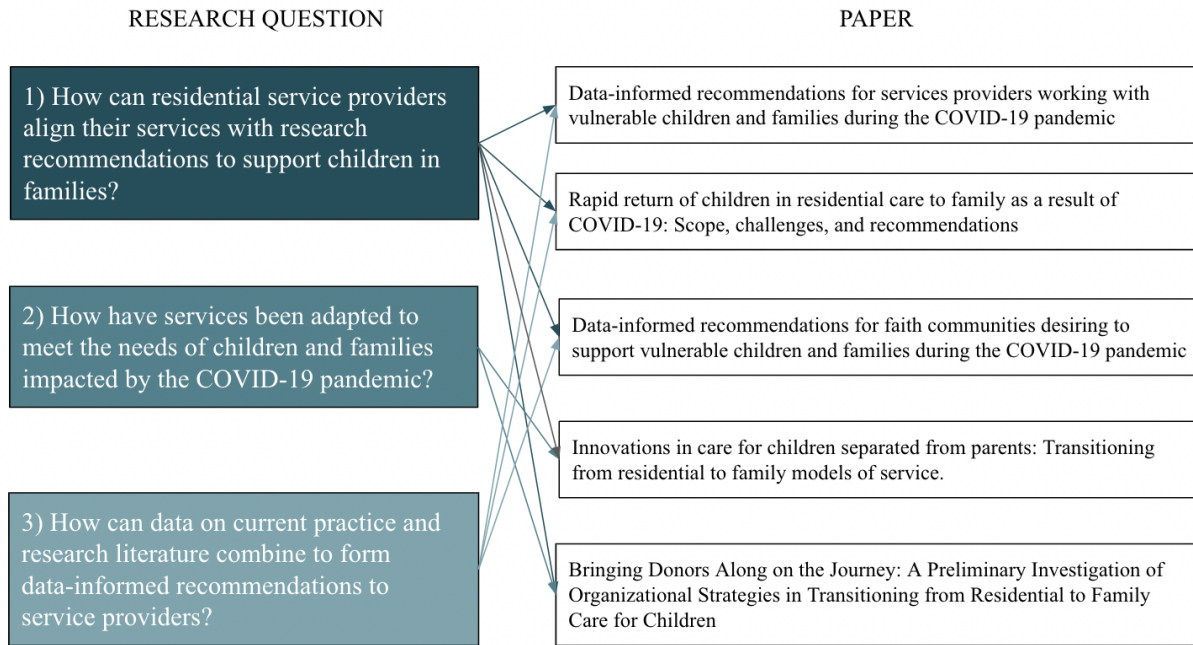 RESEARCH QUESTION
PAPER
1) How can residential service providers
align their services with research
recommendations to support children in
families?
2) How have services been adapted to
meet the needs of children and families
impacted by the COVID-19 pandemic?
3) How can data on current practice and
research literature combine to form
data-informed recommendations to
service providers?
Data-informed recommendations for services providers working with
vulnerable children and families during the COVID-19 pandemic
Rapid return of children in residential care to family as a result of
COVID-19: Scope, challenges, and recommendations
Data-informed recommendations for faith communities desiring to
support vulnerable children and families during the COVID-19 pandemic
Innovations in care for children separated from parents: Transitioning
from residential to family models of service.
Bringing Donors Along on the Journey: A Preliminary Investigation of
Organizational Strategies in Transitioning from Residential to Family
Care for Children